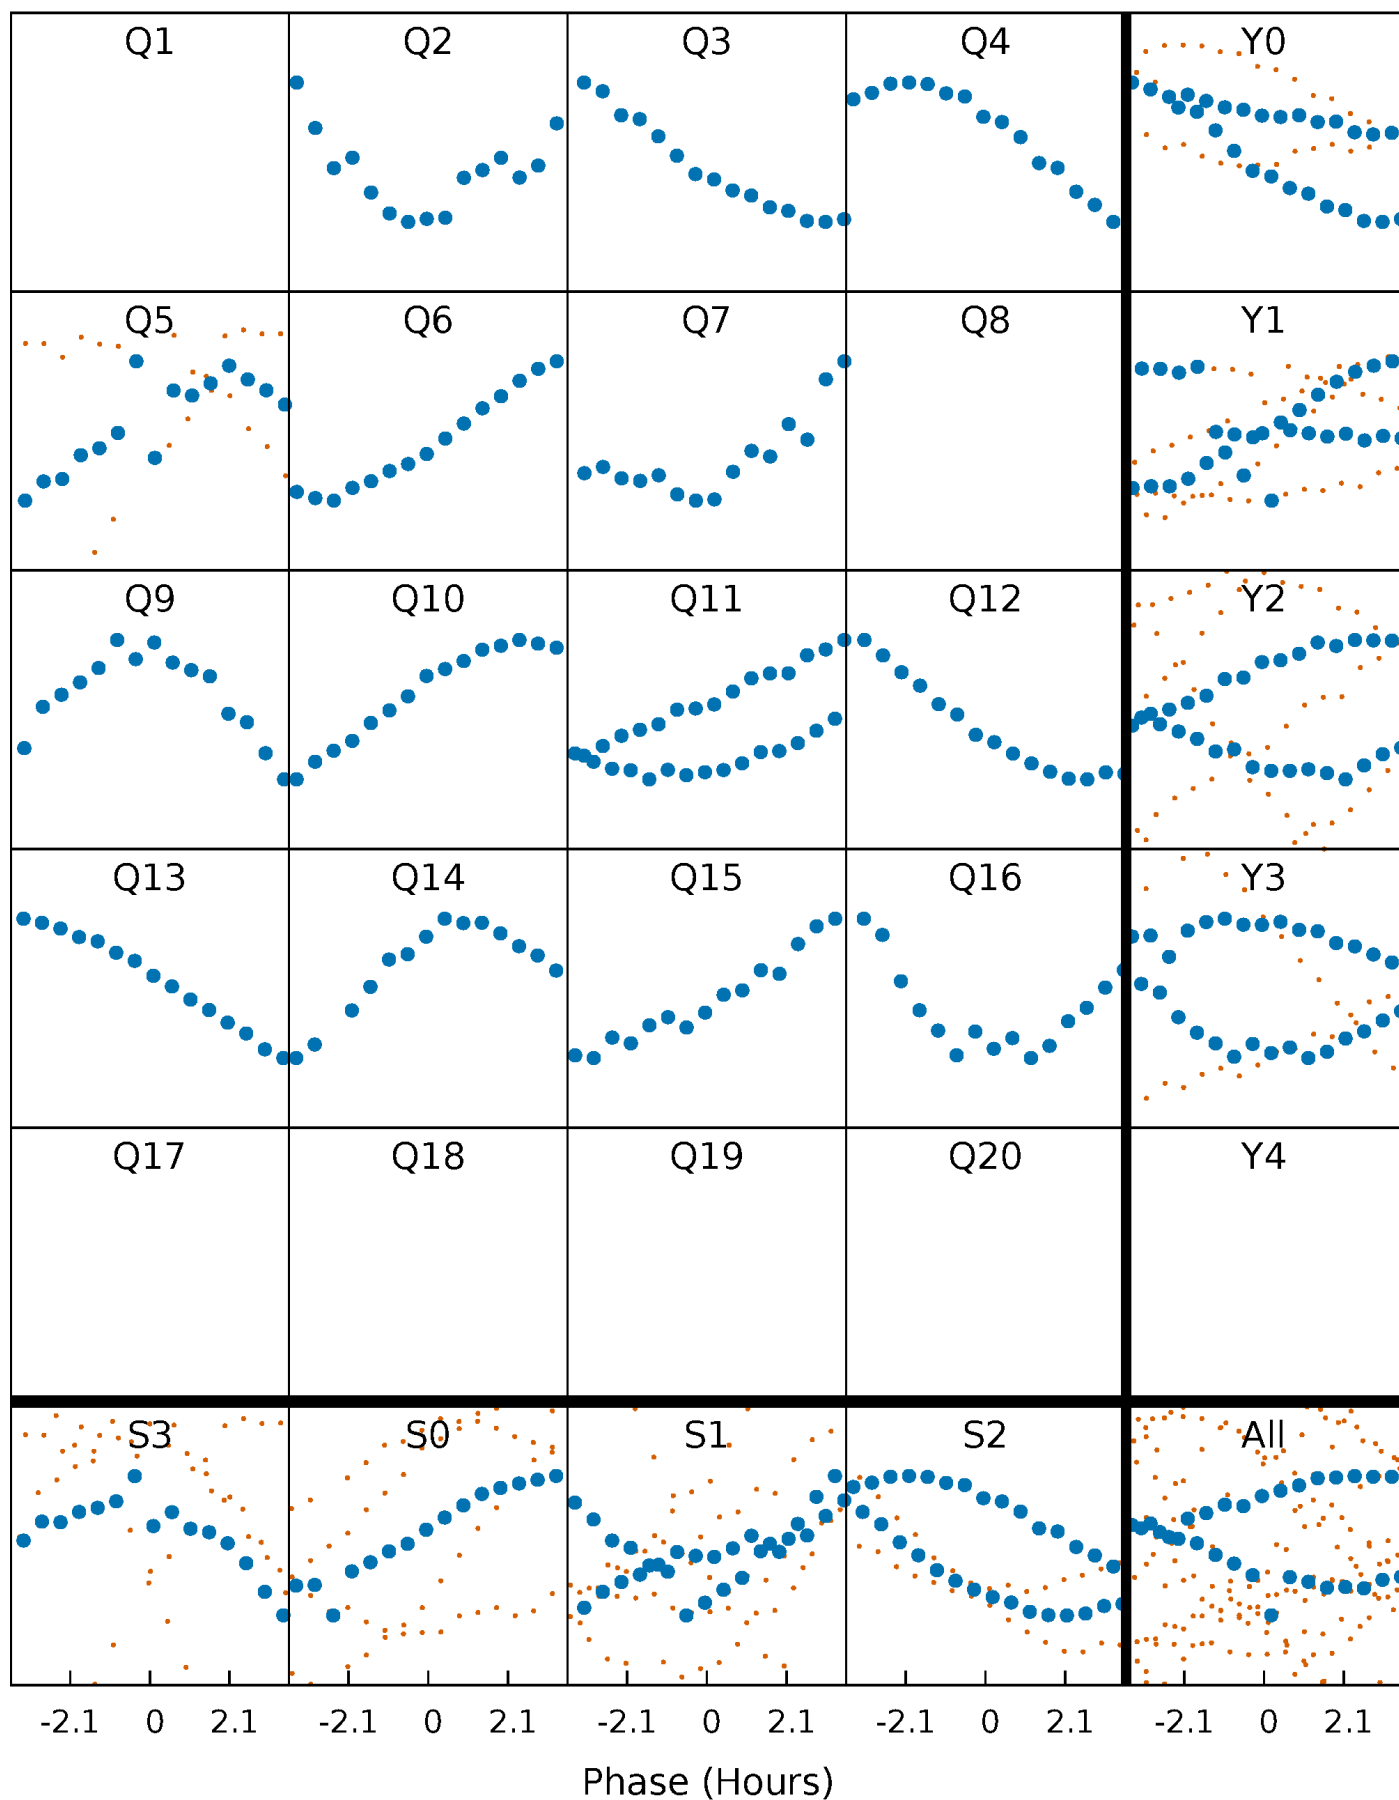 Q1 Q2 Q3 Q4 Y0
Q5 Q6 Q7 Q8 Y1
Q9 Q10 Q11 Q12 Y2
Q13 Q14 Q15 Q16 Y3
Q17 Q18 Q19 Q20 Y4
S3 S0 S1 S2 All
-2.1 0 2.1 -2.1 0 2.1 -2.1 0 2.1 -2.1 0 2.1 -2.1 0 2.1
Phase (Hours)